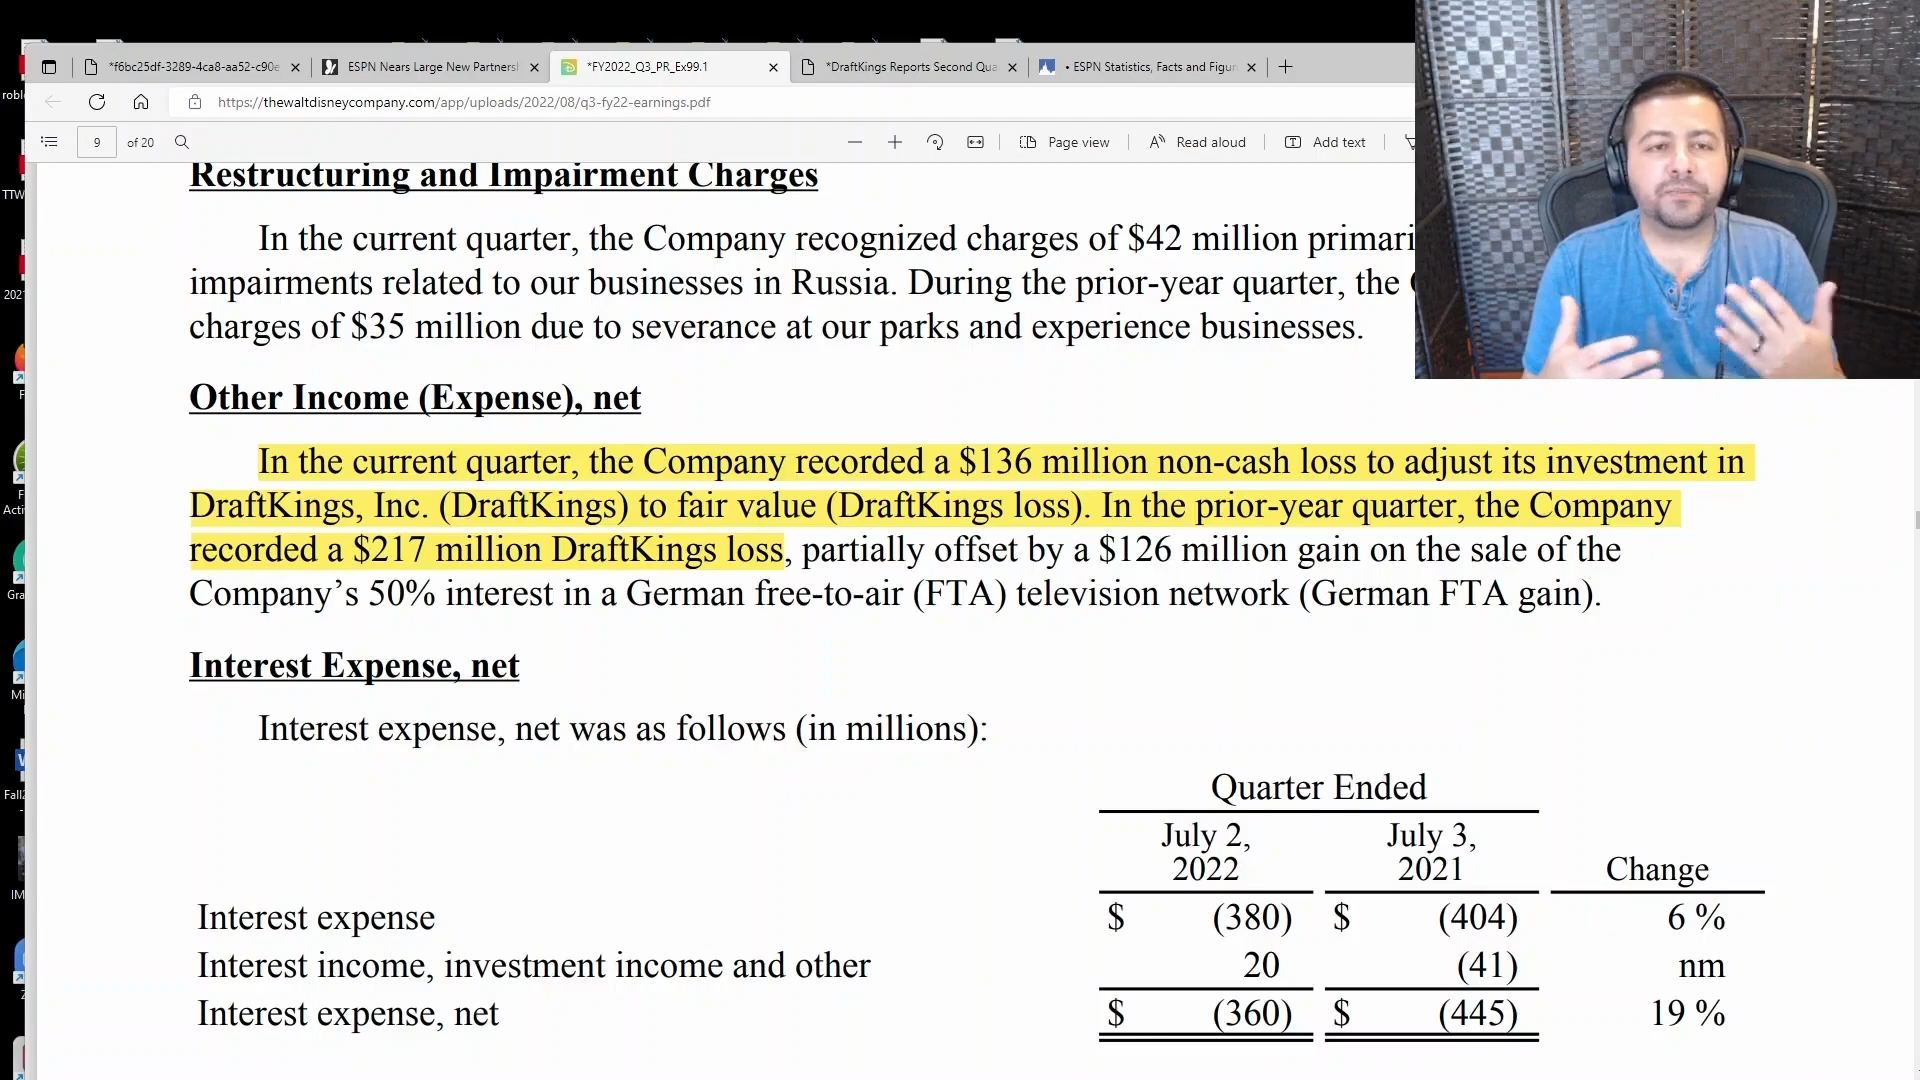 *f6bc25df-3289-4ca8-aa52-c90e
ESPN Nears Large New Partners
*FY2022_Q3_PR_Ex99.1
*DraftKings Reports Second Qua
• ESPN Statistics, Facts and Figur
https://thewaltdisneycompany.com/app/uploads/2022/08/q3-fy22-earnings.pdf
9 of 20
Page view
Read aloud
Add text
Restructuring and Impairment Charges
In the current quarter, the Company recognized charges of $42 million primari
impairments related to our businesses in Russia. During the prior-year quarter, the
charges of $35 million due to severance at our parks and experience businesses.
Other Income (Expense), net
In the current quarter, the Company recorded a $136 million non-cash loss to adjust its investment in
DraftKings, Inc. (DraftKings) to fair value (DraftKings loss). In the prior-year quarter, the Company
recorded a $217 million DraftKings loss, partially offset by a $126 million gain on the sale of the
Company’s 50% interest in a German free-to-air (FTA) television network (German FTA gain).
Interest Expense, net
Interest expense, net was as follows (in millions):
Quarter Ended
July 2, 2022 July 3, 2021 Change
Interest expense $ (380) $ (404) 6 %
Interest income, investment income and other 20 (41) nm
Interest expense, net $ (360) $ (445) 19 %
robl
TTW
202
F
F
Acti
Gra
Mi
Fall
IM